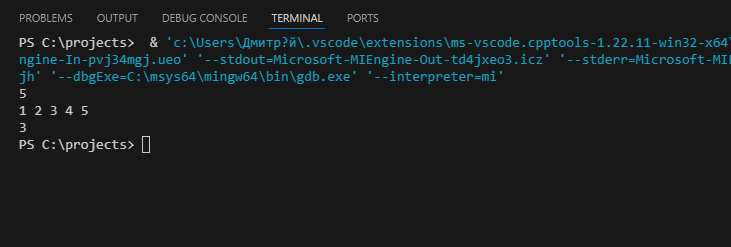 PROBLEMS OUTPUT DEBUG CONSOLE TERMINAL PORTS
PS C:\projects> & 'c:\Users\Дмитр?й\.vscode\extensions\ms-vscode.cpptools-1.22.11-win32-x64\
ngine-In-pvj34mgj.ueo' '--stdout=Microsoft-MIEngine-Out-td4jxeo3.icz' '--stderr=Microsoft-MIE
jh' '--dbgExe=C:\msys64\mingw64\bin\gdb.exe' '--interpreter=mi'
5
1 2 3 4 5
3
PS C:\projects>